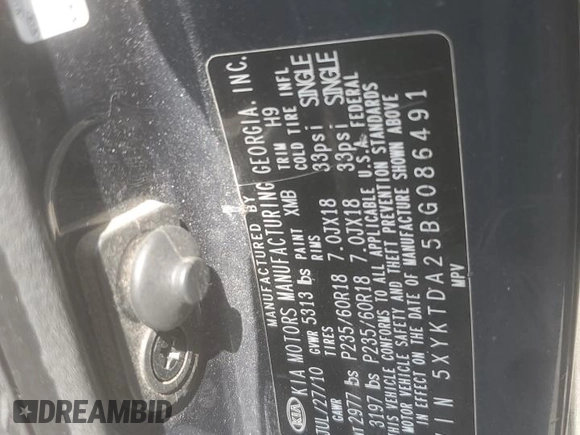 MANUFACTURED BY
KIA KIA MOTORS MANUFACTURING GEORGIA, INC.
JUL/27/10 GVWR 5313 lbs PAINT XMB TRIM H9
GAWR TIRES RIMS COLD TIRE INFL
NT 2977 lbs P235/60R18 7.0JX18 33psi SINGLE
3197 lbs P235/60R18 7.0JX18 33psi SINGLE
THIS VEHICLE CONFORMS TO ALL APPLICABLE U.S.A. FEDERAL
MOTOR VEHICLE SAFETY AND THEFT PREVENTION STANDARDS
IN EFFECT ON THE DATE OF MANUFACTURE SHOWN ABOVE
VIN 5XYKTDA25BG086491
MPV
DREAMBID